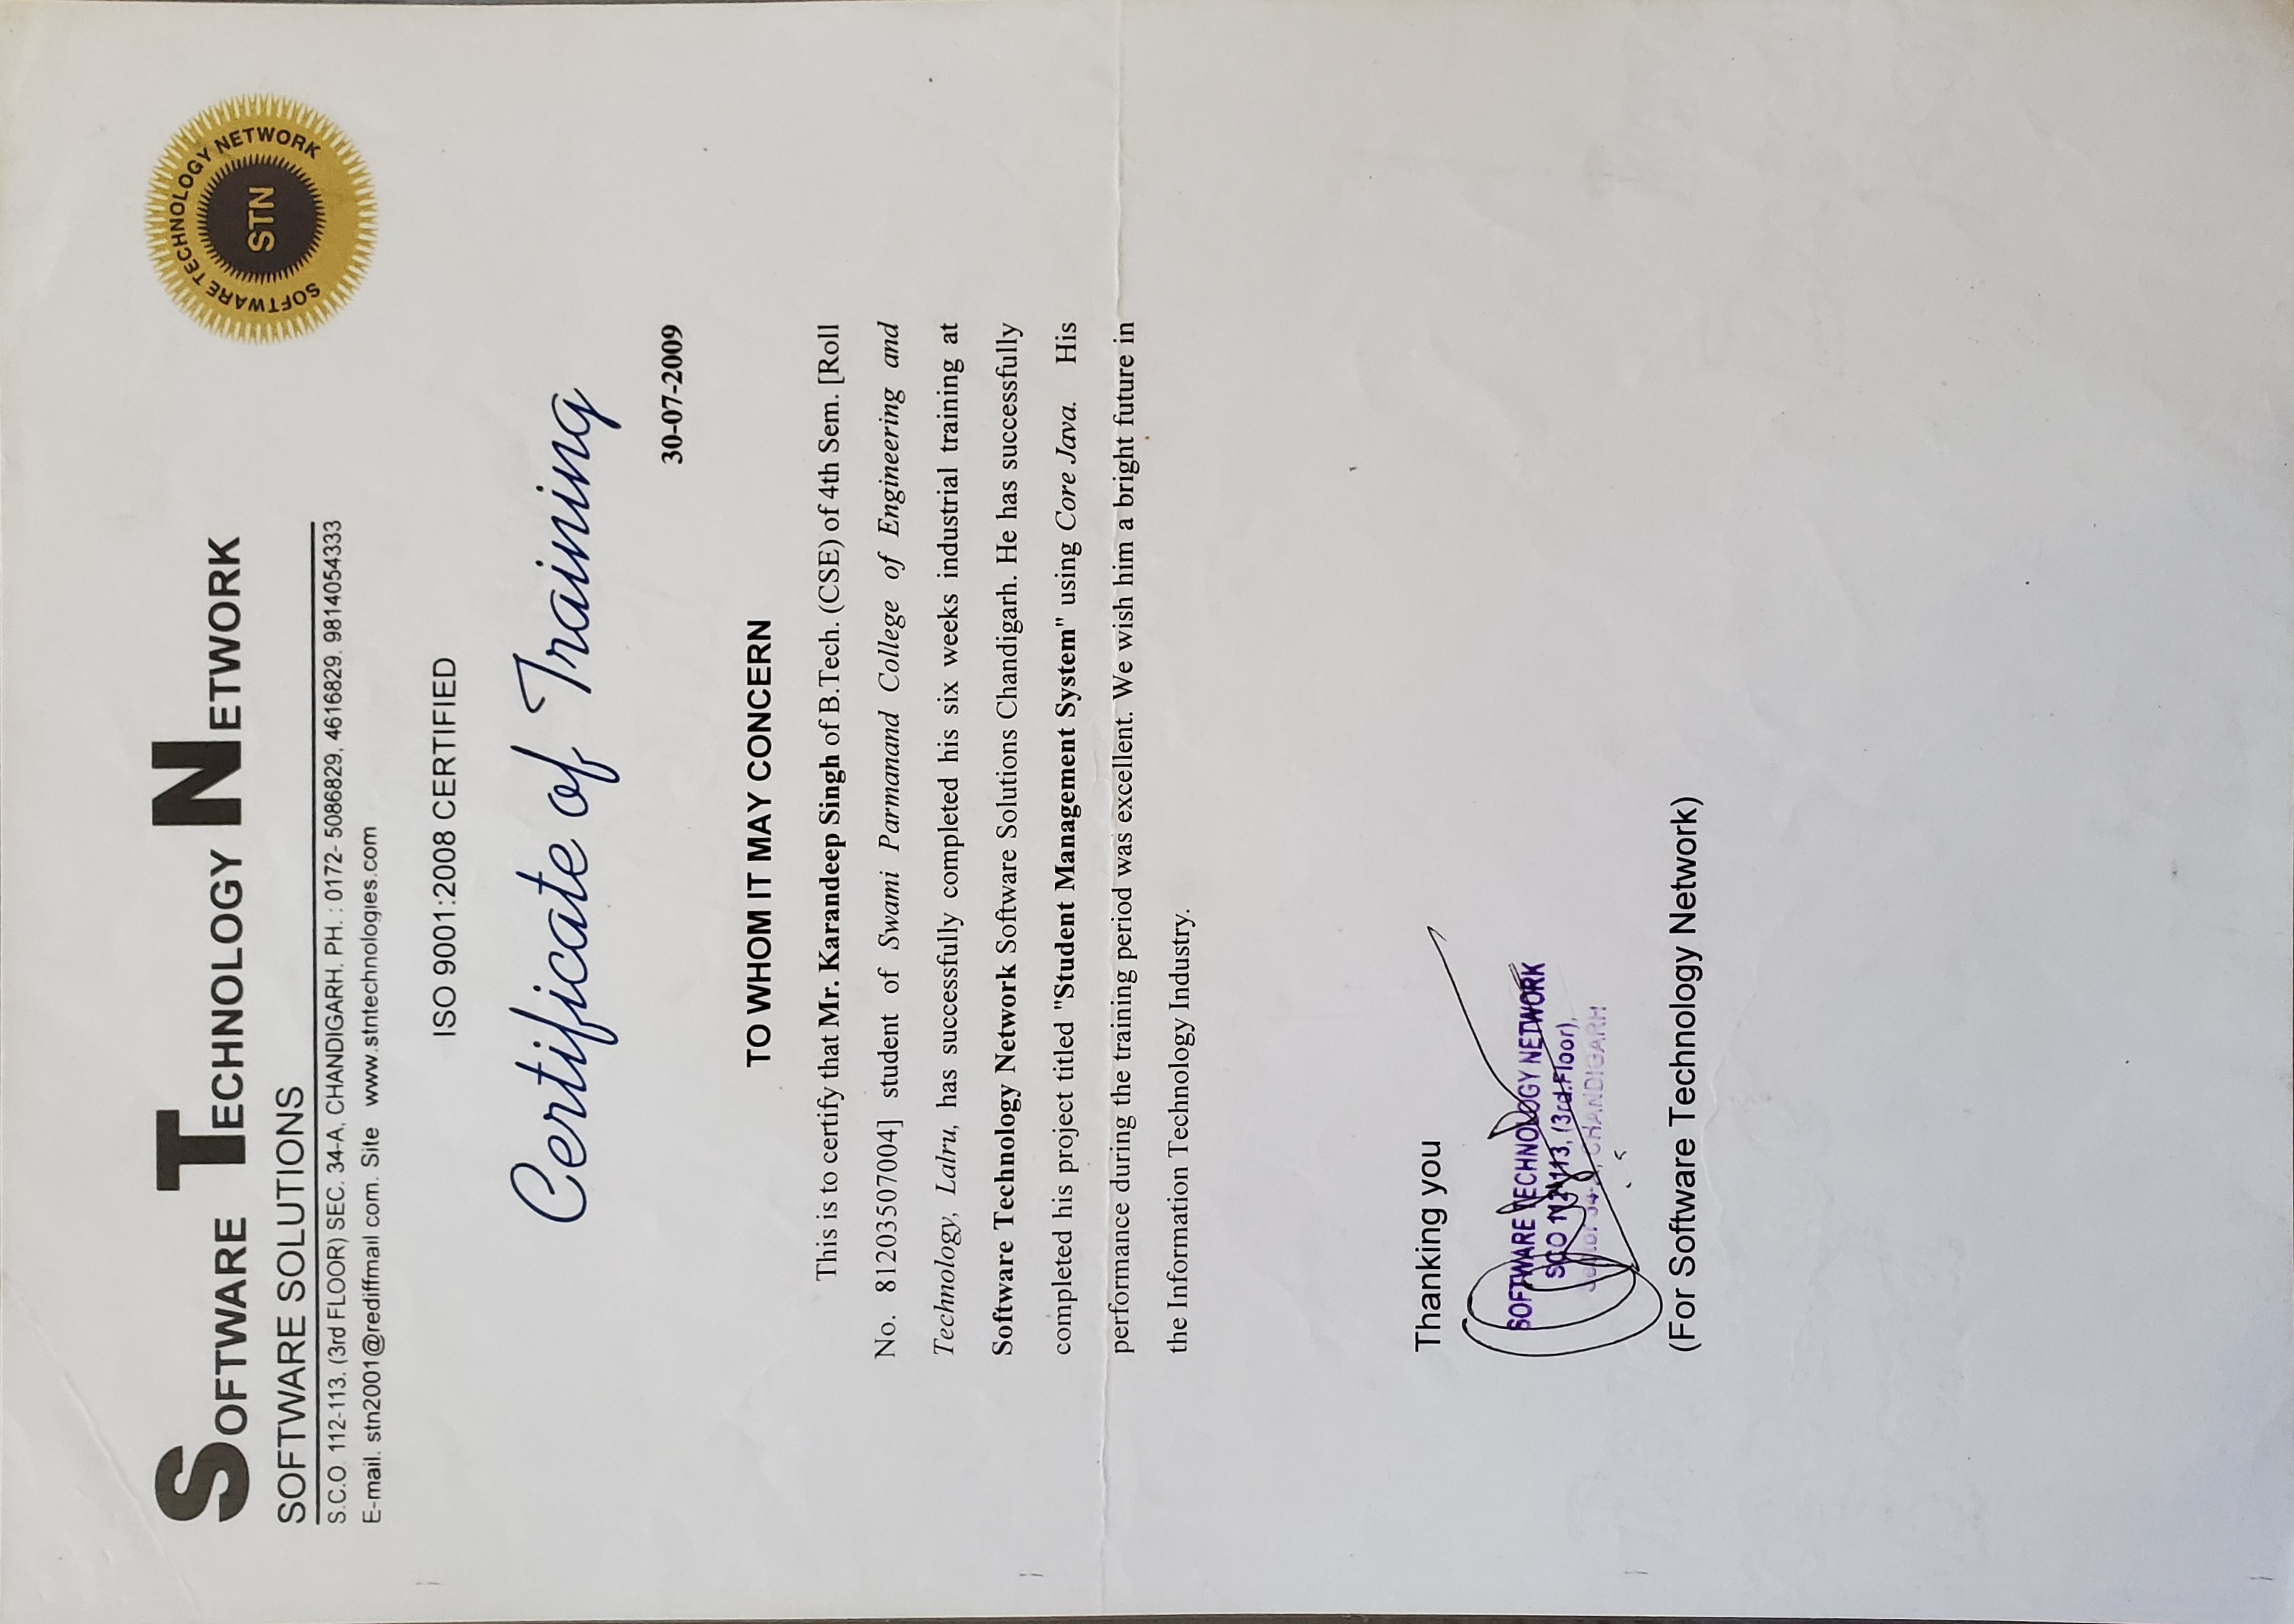 SOFTWARE TECHNOLOGY NETWORK
SOFTWARE TECHNOLOGY NETWORK
STN
SOFTWARE SOLUTIONS
S.C.O. 112-113, (3rd FLOOR) SEC. 34-A, CHANDIGARH. PH. : 0172- 5086829, 4616829. 9814054333
E-mail. stn2001@rediffmail com. Site www.stntechnologies.com
ISO 9001:2008 CERTIFIED
Certificate of Training
30-07-2009
TO WHOM IT MAY CONCERN
This is to certify that Mr. Karandeep Singh of B.Tech. (CSE) of 4th Sem. [Roll
No. 81203507004] student of Swami Parmanand College of Engineering and
Technology, Lalru, has successfully completed his six weeks industrial training at
Software Technology Network Software Solutions Chandigarh. He has successfully
completed his project titled "Student Management System" using Core Java. His
performance during the training period was excellent. We wish him a bright future in
the Information Technology Industry.
Thanking you
SOFTWARE TECHNOLOGY NETWORK
SCO 112-113, (3rd.Floor),
Sector 34-A, CHANDIGARH
(For Software Technology Network)